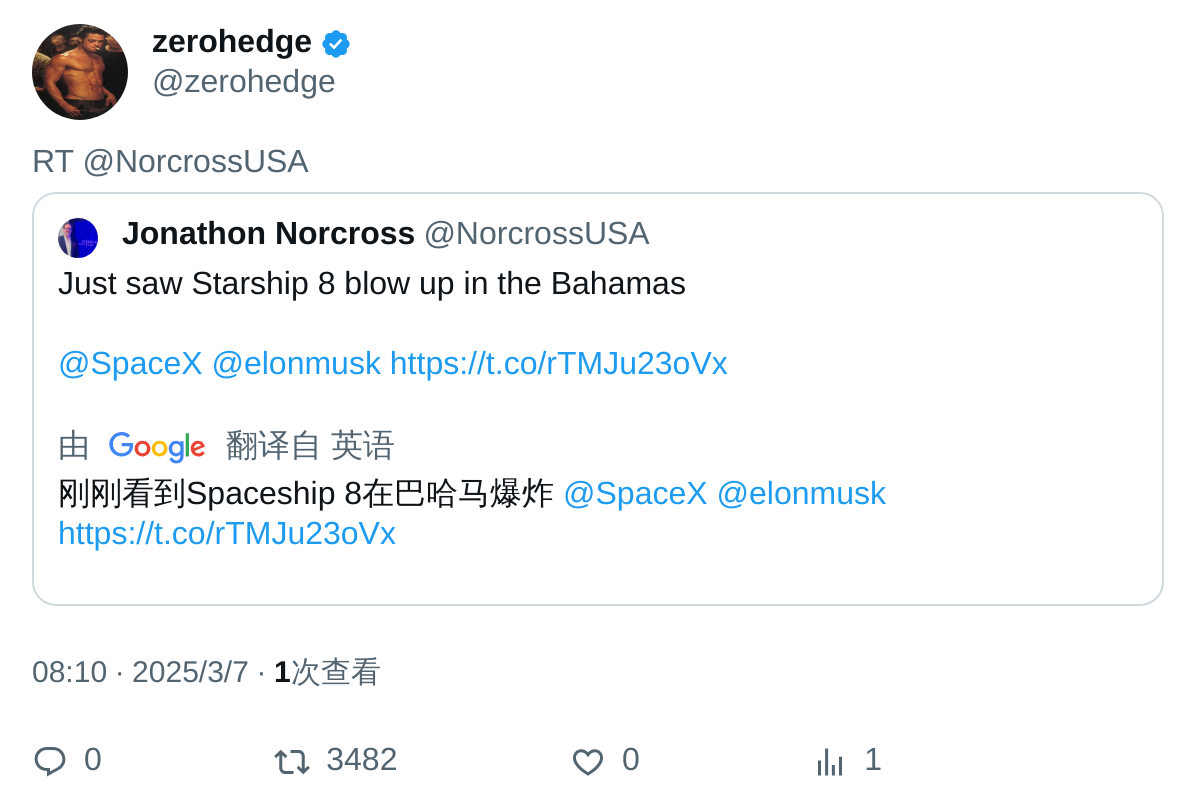 zerohedge
@zerohedge
RT @NorcrossUSA
Jonathon Norcross @NorcrossUSA
Just saw Starship 8 blow up in the Bahamas
@SpaceX @elonmusk https://t.co/rTMJu23oVx
由 Google 翻译自 英语
刚刚看到Spaceship 8在巴哈马爆炸 @SpaceX @elonmusk
https://t.co/rTMJu23oVx
08:10 · 2025/3/7 · 1次查看
0 3482 0 1